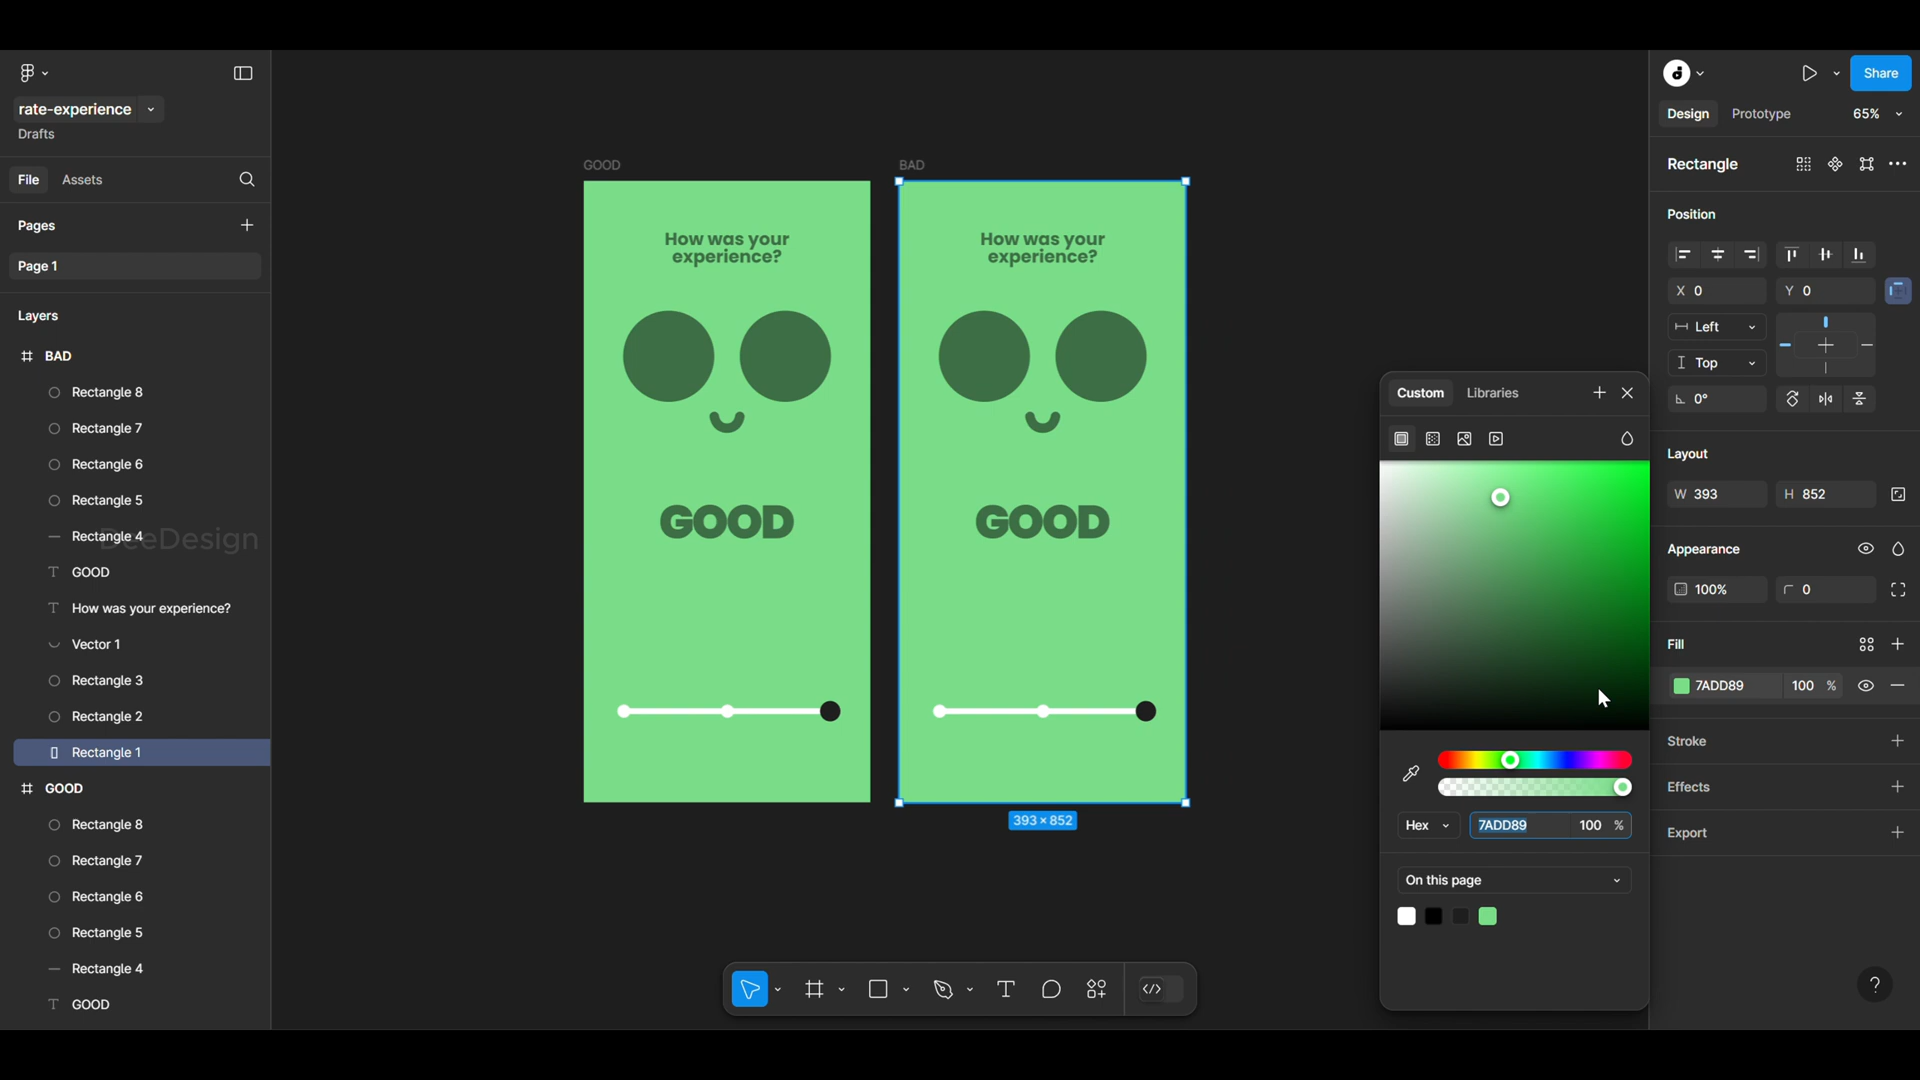 rate-experience
Drafts
File
Assets
Pages
Page 1
Layers
BAD
Rectangle 8
Rectangle 7
Rectangle 6
Rectangle 5
Rectangle 4
DeeDesign
GOOD
How was your experience?
Vector 1
Rectangle 3
Rectangle 2
Rectangle 1
GOOD
Rectangle 8
Rectangle 7
Rectangle 6
Rectangle 5
Rectangle 4
GOOD
GOOD
How was your
experience?
GOOD
BAD
How was your
experience?
GOOD
393 × 852
Custom
Libraries
Hex
7ADD89
100 %
On this page
Share
Design
Prototype
65%
Rectangle
Position
X 0
Y 0
Left
Top
0°
Layout
W 393
H 852
Appearance
100%
0
Fill
7ADD89
100 %
Stroke
Effects
Export
?